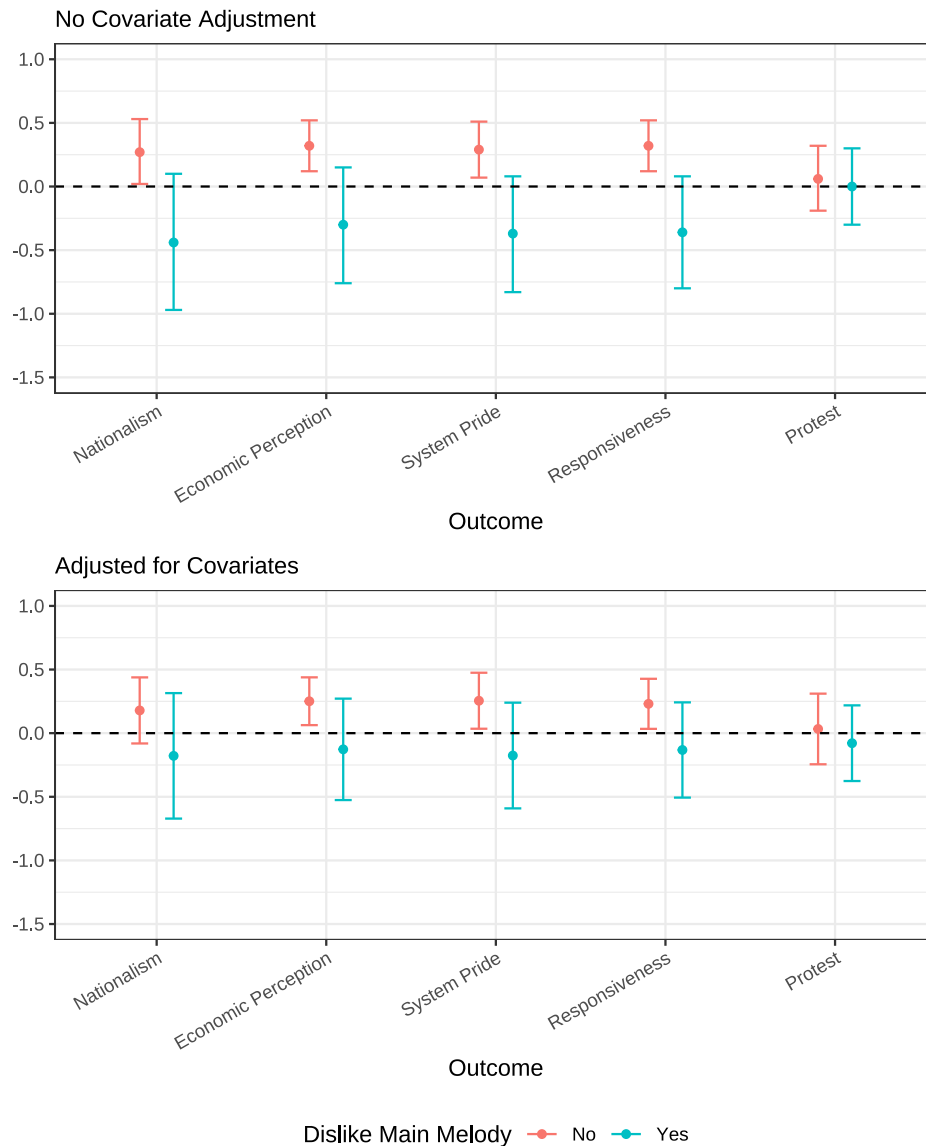 No Covariate Adjustment
1.0
0.5
0.0
-0.5
-1.0
-1.5
Nationalism
Economic Perception
System Pride
Responsiveness
Protest
Outcome
Adjusted for Covariates
1.0
0.5
0.0
-0.5
-1.0
-1.5
Nationalism
Economic Perception
System Pride
Responsiveness
Protest
Outcome
Dislike Main Melody No Yes